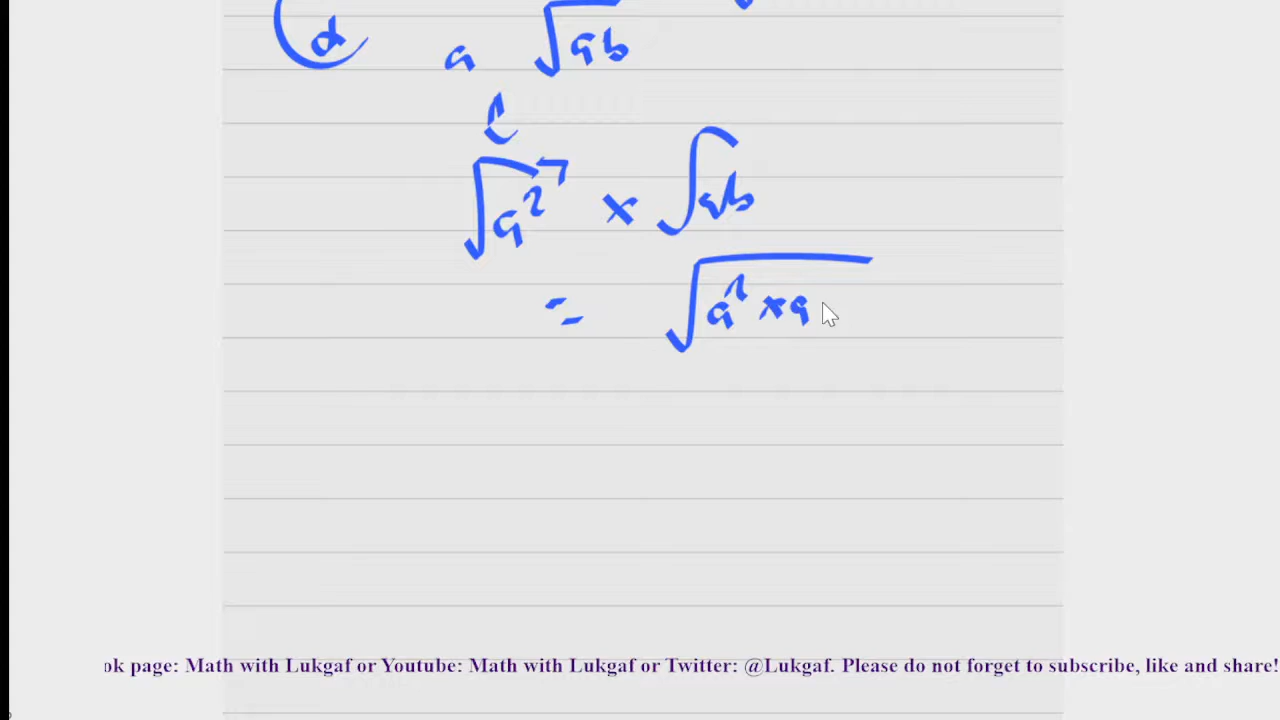 (d a √ab
√a² × √ab
= √a² × a
ok page: Math with Lukgaf or Youtube: Math with Lukgaf or Twitter: @Lukgaf. Please do not forget to subscribe, like and share!